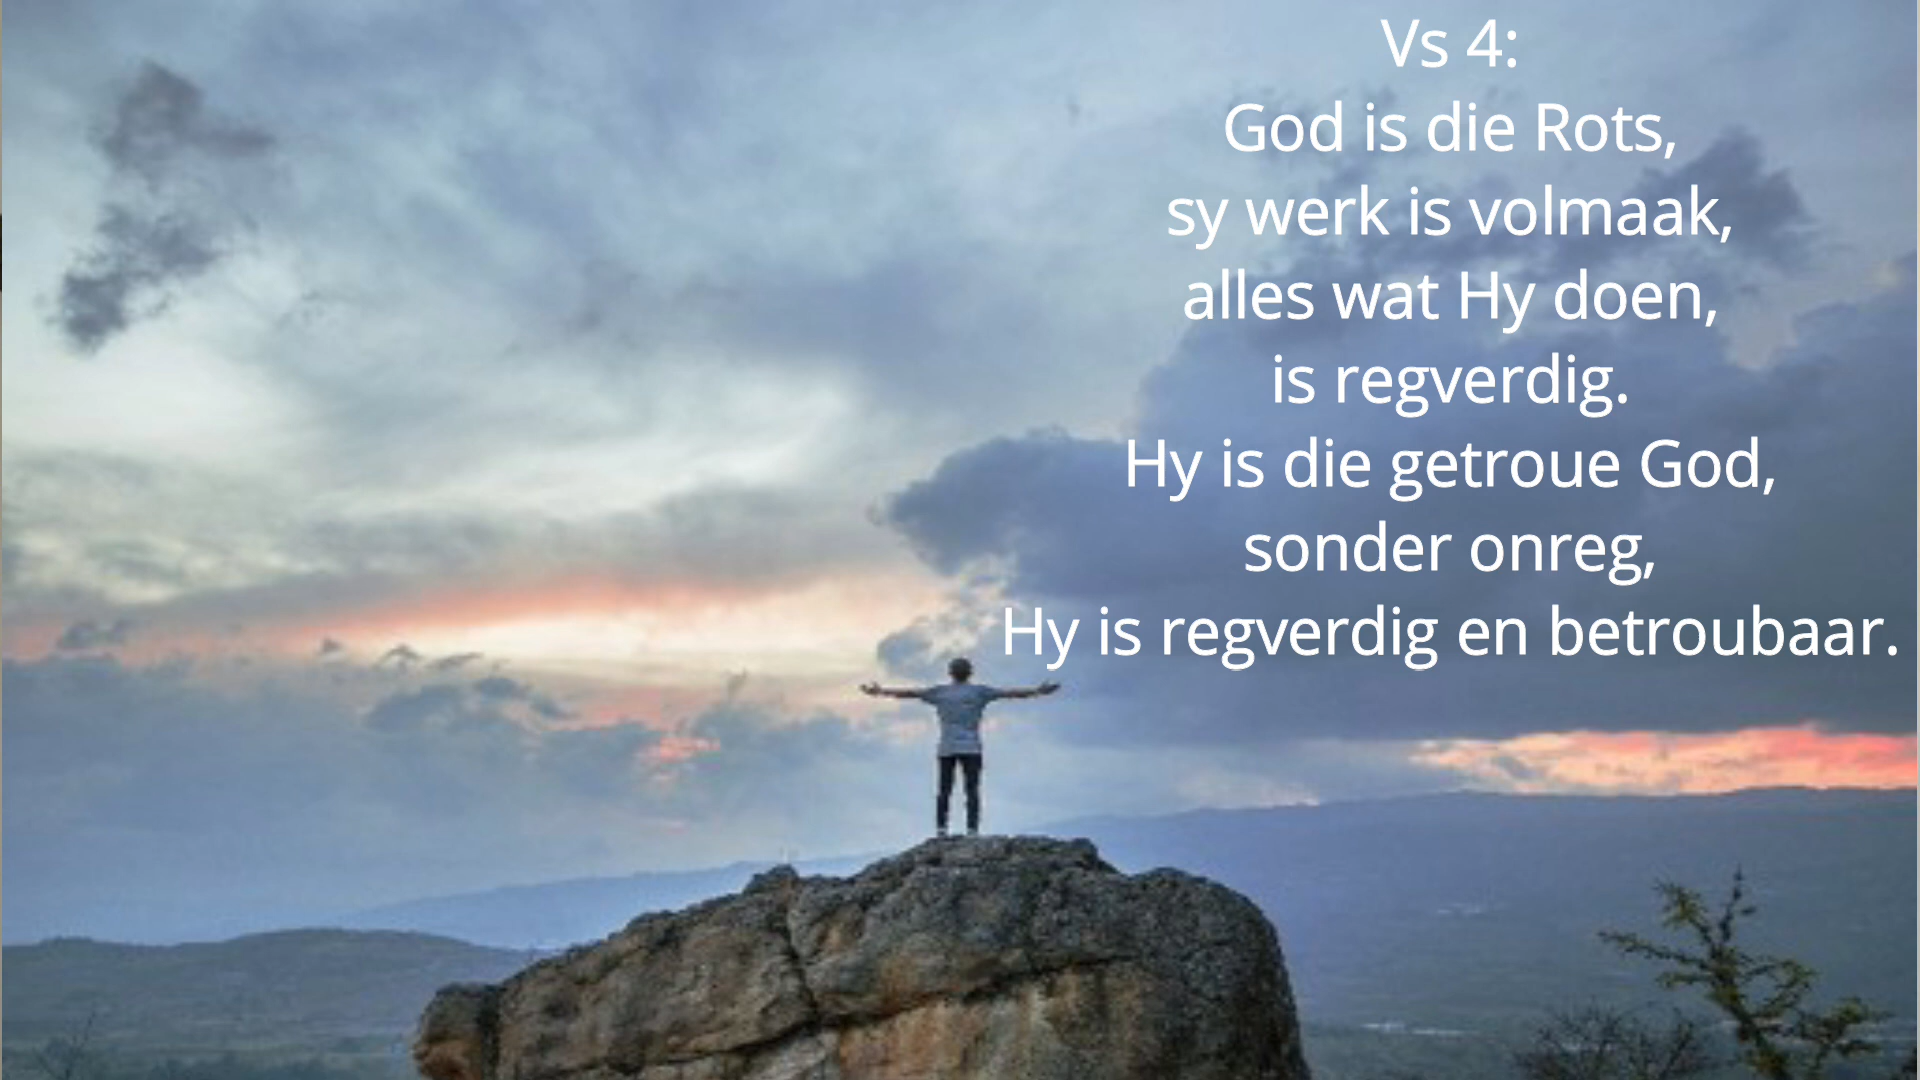 Vs 4:
God is die Rots,
sy werk is volmaak,
alles wat Hy doen,
is regverdig.
Hy is die getroue God,
sonder onreg,
Hy is regverdig en betroubaar.